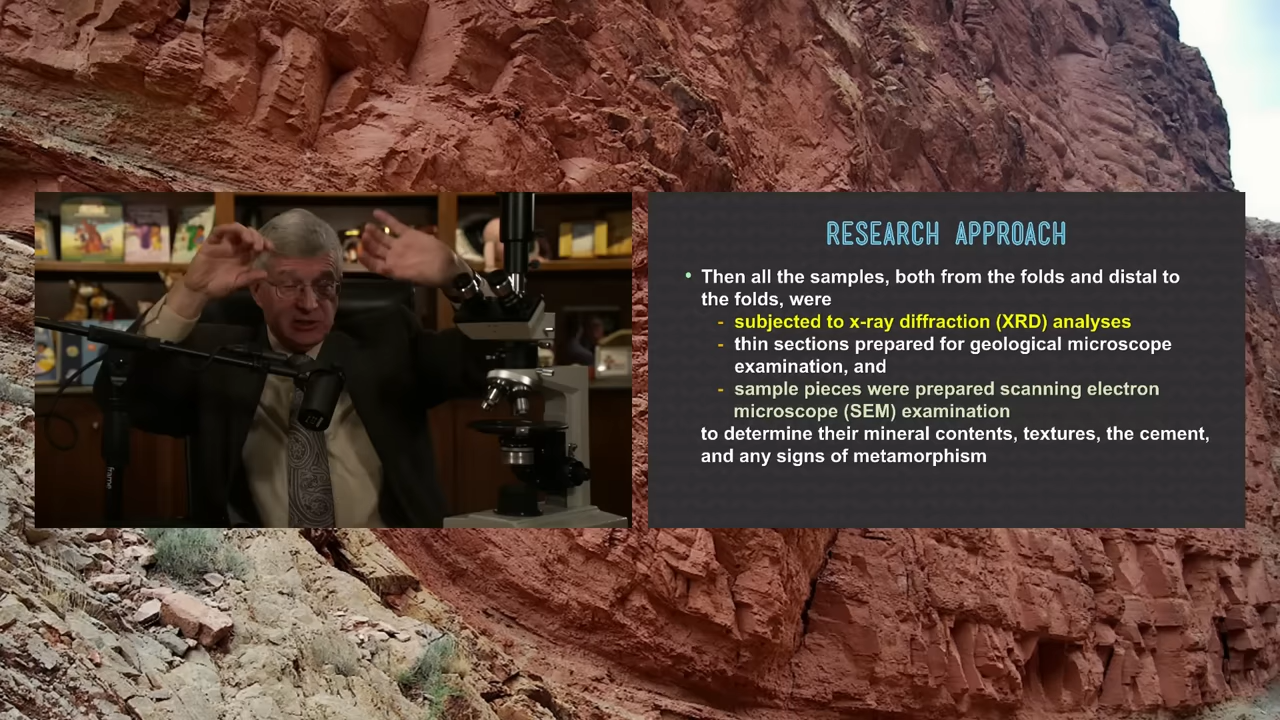 RESEARCH APPROACH
• Then all the samples, both from the folds and distal to
the folds, were
- subjected to x-ray diffraction (XRD) analyses
- thin sections prepared for geological microscope
examination, and
- sample pieces were prepared scanning electron
microscope (SEM) examination
to determine their mineral contents, textures, the cement,
and any signs of metamorphism